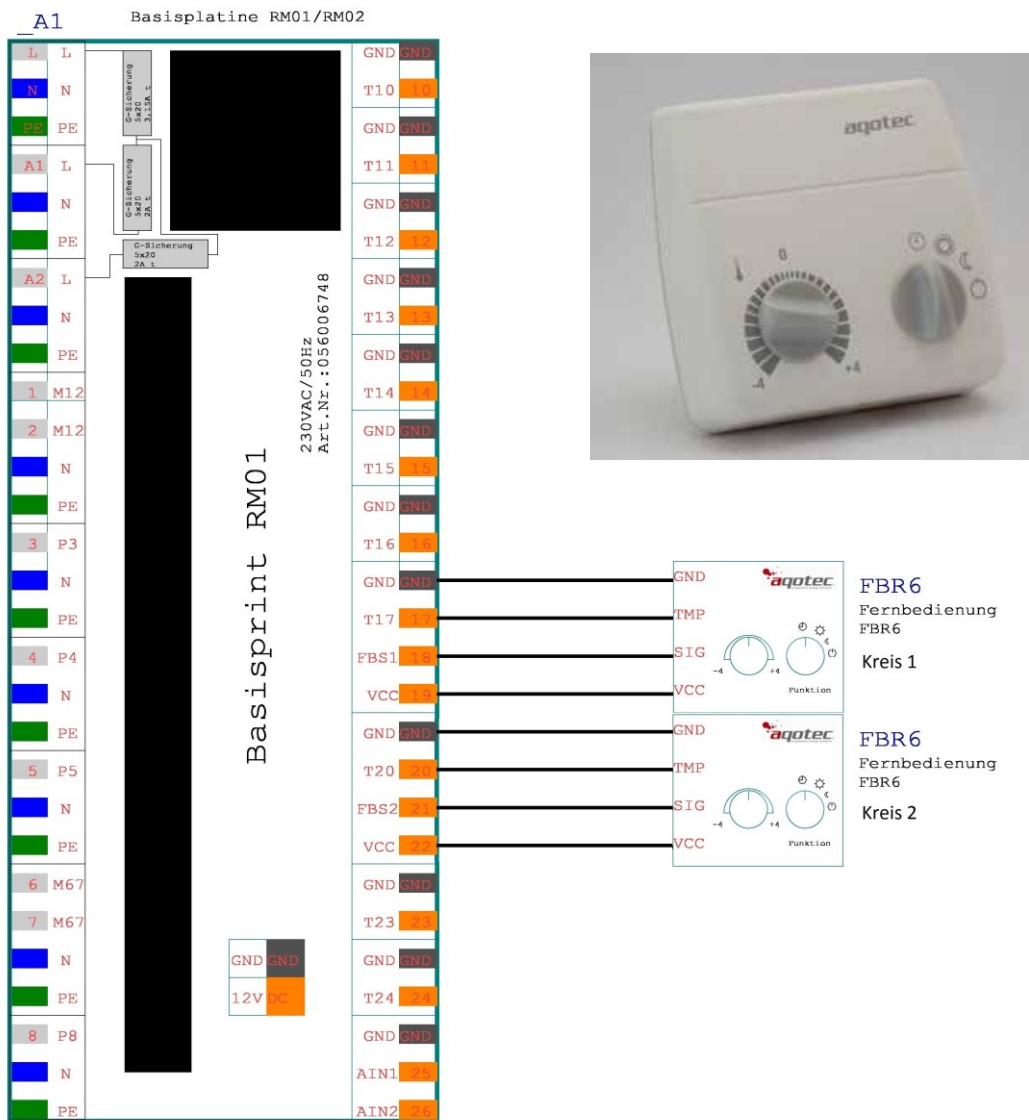 _A1
Basisplatine RM01/RM02
L L
N N
PE PE
A1 L
N
PE
A2 L
N
PE
1 M12
2 M12
N
PE
3 P3
N
PE
4 P4
N
PE
5 P5
N
PE
6 M67
7 M67
N
PE
8 P8
N
PE
G-Sicherung
5x20
3,15A t
G-Sicherung
5x20
2A t
G-Sicherung
5x20
2A t
230VAC/50Hz
Art.Nr.:056006748
Basisprint RM01
GND GND
12V DC
GND GND
T10 10
GND GND
T11 11
GND GND
T12 12
GND GND
T13 13
GND GND
T14 14
GND GND
T15 15
GND GND
T16 16
GND GND
T17 17
FBS1 18
VCC 19
GND GND
T20 20
FBS2 21
VCC 22
GND GND
T23 23
GND GND
T24 24
GND GND
AIN1 25
AIN2 26
aqotec
0
-4
+4
GND
TMP
SIG
VCC
aqotec
-4
+4
Funktion
FBR6
Fernbedienung
FBR6
Kreis 1
GND
TMP
SIG
VCC
aqotec
-4
+4
Funktion
FBR6
Fernbedienung
FBR6
Kreis 2